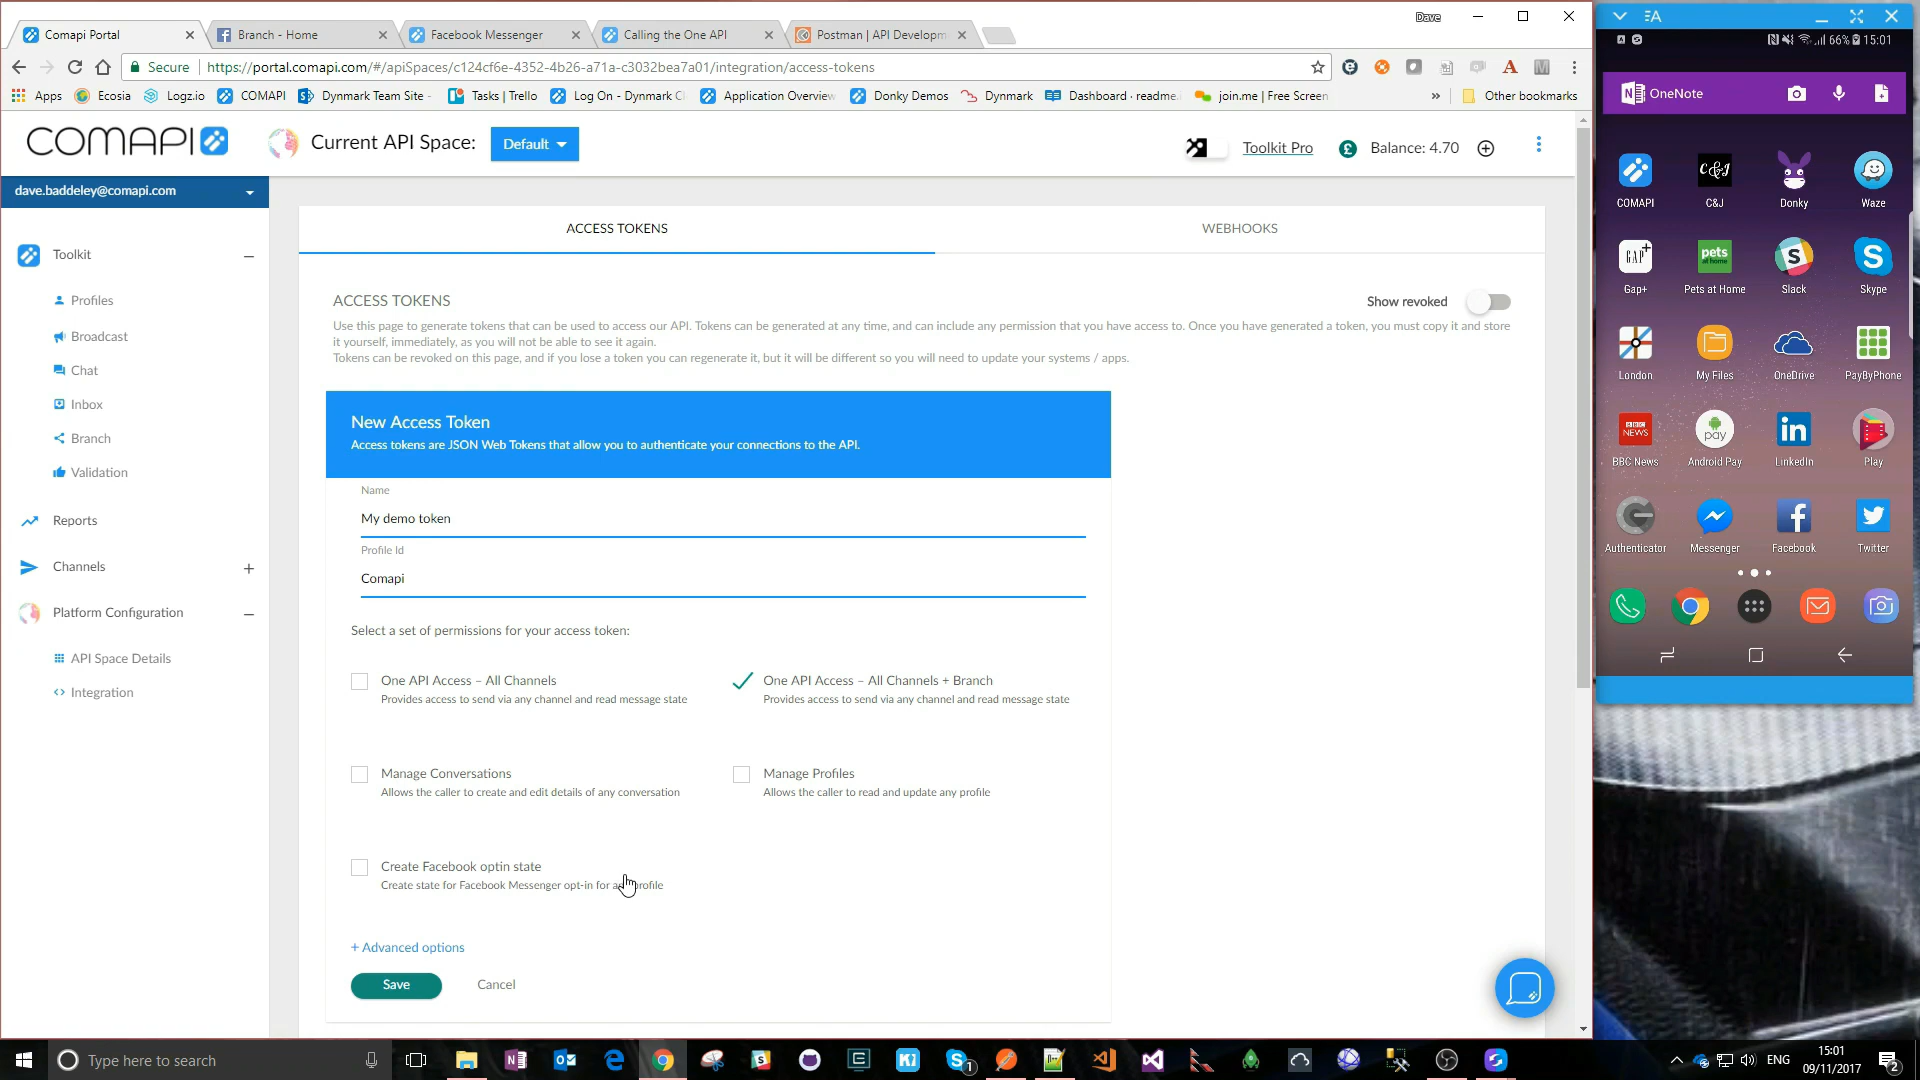 Comapi Portal
Branch - Home
Facebook Messenger
Calling the One API
Postman | API Developm
Dave
Secure
https://portal.comapi.com/#/apiSpaces/c124cf6e-4352-4b26-a71a-c3032bea7a01/integration/access-tokens
Apps
Ecosia
Logz.io
COMAPI
Dynmark Team Site -
Tasks | Trello
Log On - Dynmark C
Application Overview
Donky Demos
Dynmark
Dashboard · readme.
join.me | Free Screen
»
Other bookmarks
COMAPI
Current API Space:
Default
Toolkit Pro
Balance: 4.70
dave.baddeley@comapi.com
Toolkit
Profiles
Broadcast
Chat
Inbox
Branch
Validation
Reports
Channels
Platform Configuration
API Space Details
Integration
ACCESS TOKENS
WEBHOOKS
ACCESS TOKENS
Show revoked
Use this page to generate tokens that can be used to access our API. Tokens can be generated at any time, and can include any permission that you have access to. Once you have generated a token, you must copy it and store
it yourself, immediately, as you will not be able to see it again.
Tokens can be revoked on this page, and if you lose a token you can regenerate it, but it will be different so you will need to update your systems / apps.
New Access Token
Access tokens are JSON Web Tokens that allow you to authenticate your connections to the API.
Name
My demo token
Profile Id
Comapi
Select a set of permissions for your access token:
One API Access – All Channels
Provides access to send via any channel and read message state
One API Access – All Channels + Branch
Provides access to send via any channel and read message state
Manage Conversations
Allows the caller to create and edit details of any conversation
Manage Profiles
Allows the caller to read and update any profile
Create Facebook optin state
Create state for Facebook Messenger opt-in for profile
+ Advanced options
Save
Cancel
66% 15:01
OneNote
COMAPI
C&J
C&J
Donky
Waze
GAP+
Gap+
pets
at home
Pets at Home
Slack
Skype
London
My Files
OneDrive
PayByPhone
BBC
NEWS
BBC News
pay
Android Pay
LinkedIn
Play
Authenticator
Messenger
Facebook
Twitter
Type here to search
ENG
15:01
09/11/2017